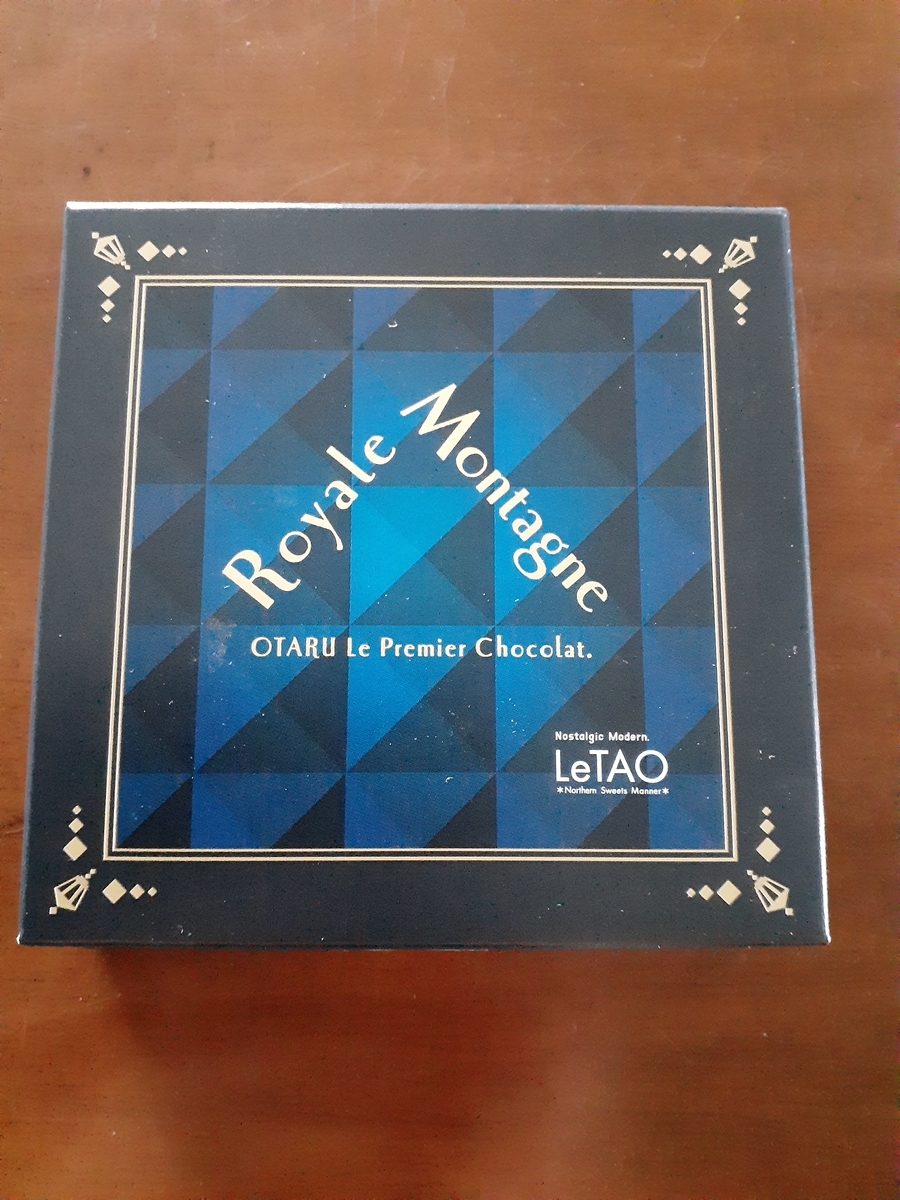 Royale Montagne
OTARU Le Premier Chocolat.
Nostalgic Modern.
LeTAO
*Northern Sweets Manner*